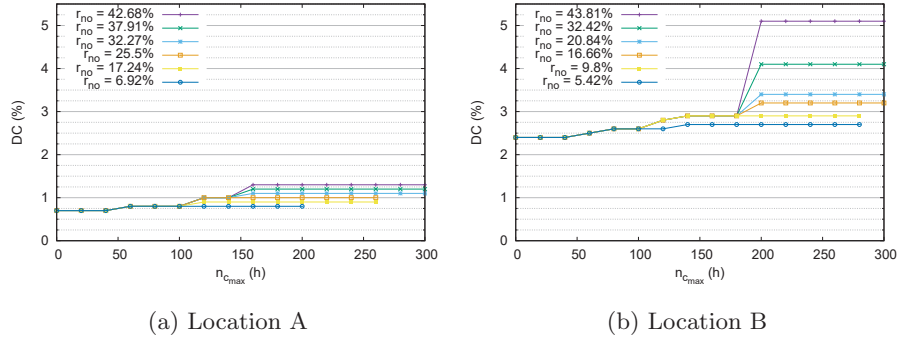 r_no = 42.68%
r_no = 37.91%
r_no = 32.27%
r_no = 25.5%
r_no = 17.24%
r_no = 6.92%
DC (%)
5
4
3
2
1
0
0 50 100 150 200 250 300
n_c_max (h)
(a) Location A
r_no = 43.81%
r_no = 32.42%
r_no = 20.84%
r_no = 16.66%
r_no = 9.8%
r_no = 5.42%
DC (%)
5
4
3
2
1
0
0 50 100 150 200 250 300
n_c_max (h)
(b) Location B